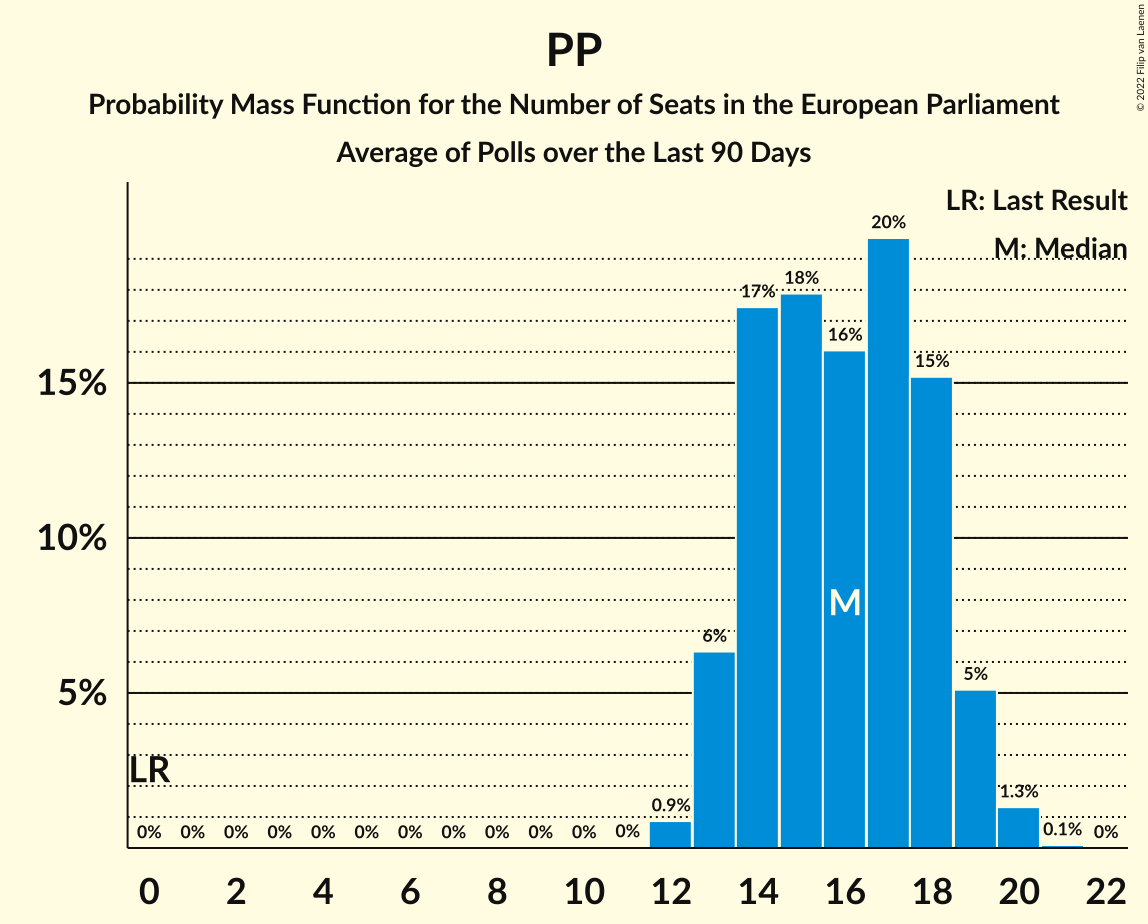 PP
Probability Mass Function for the Number of Seats in the European Parliament
Average of Polls over the Last 90 Days
© 2022 Filip van Laenen
LR: Last Result
M: Median
20%
18%
17%
16%
15%
15%
10%
M
6%
5%
5%
LR
1.3%
0.9%
0% 0% 0% 0% 0% 0% 0% 0% 0% 0% 0% 0% 0.1% 0%
0 2 4 6 8 10 12 14 16 18 20 22